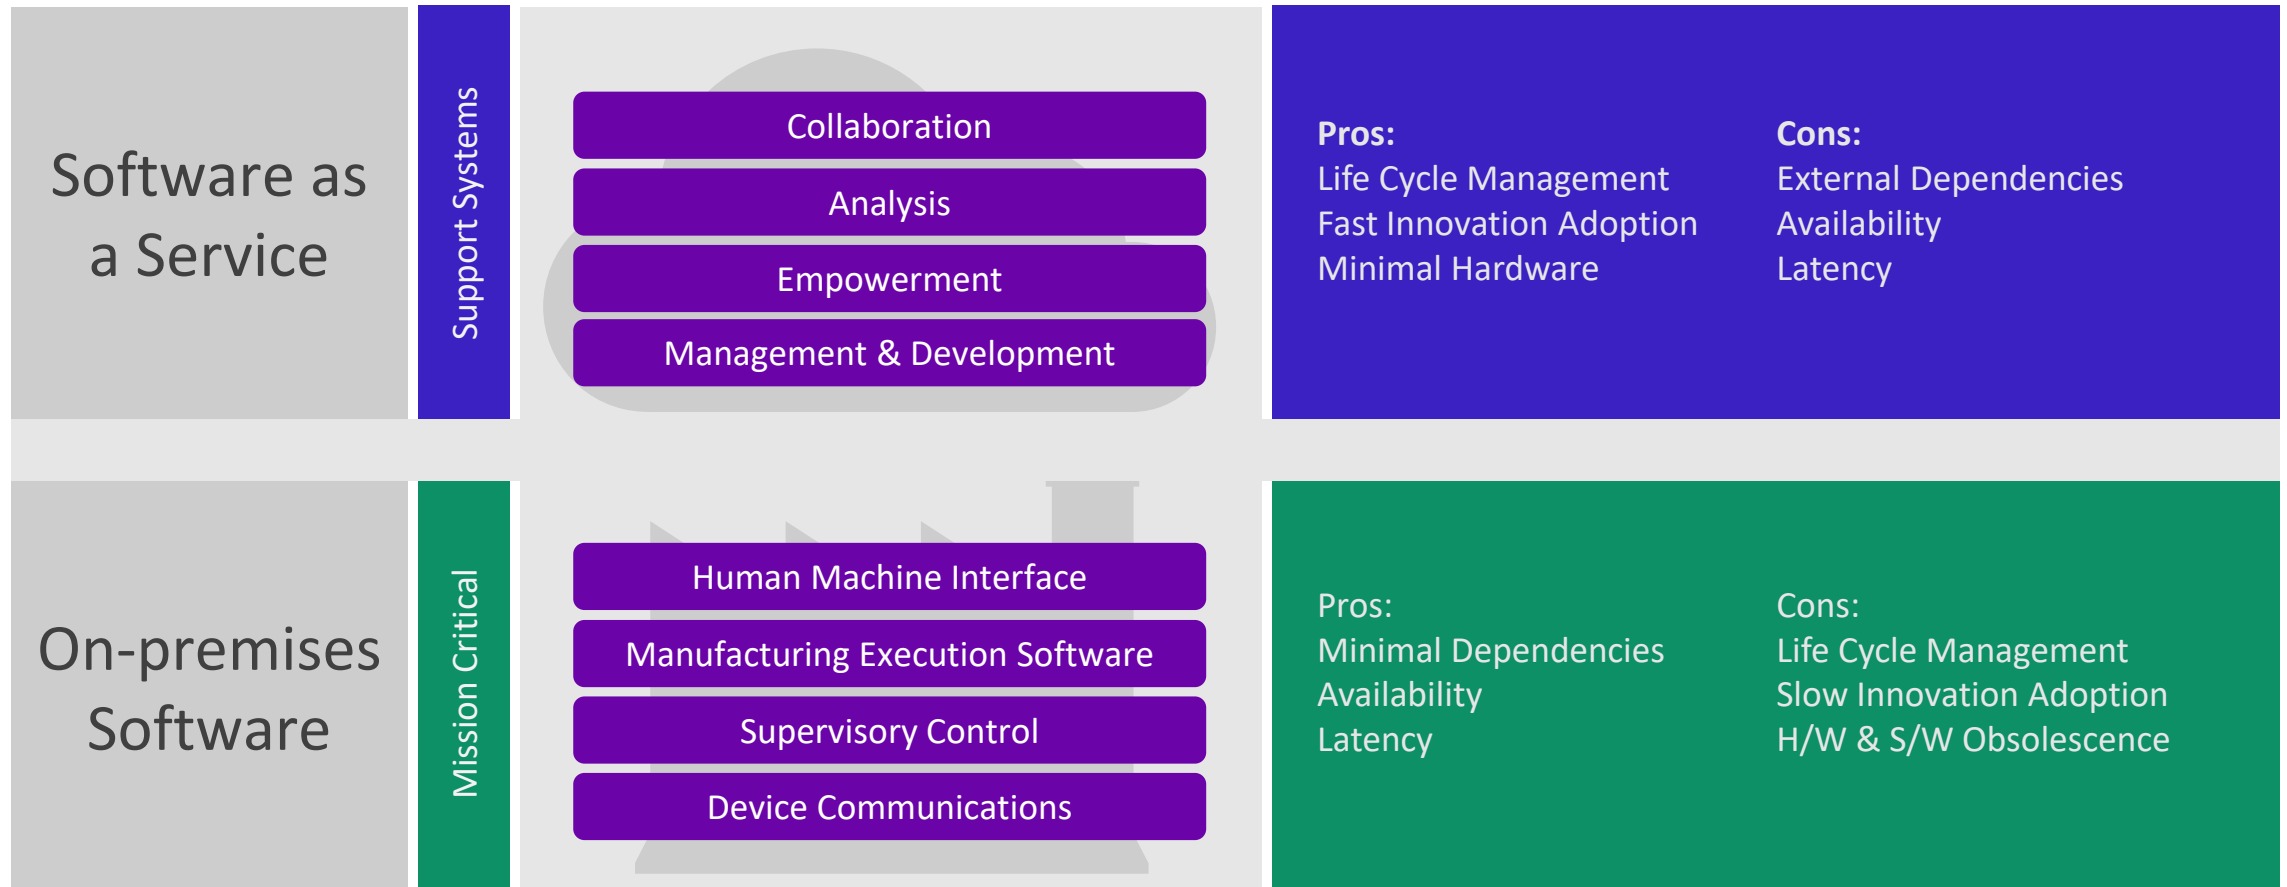 Software as
a Service
Support Systems
Collaboration
Analysis
Empowerment
Management & Development
Pros:
Life Cycle Management
Fast Innovation Adoption
Minimal Hardware
Cons:
External Dependencies
Availability
Latency
On-premises
Software
Mission Critical
Human Machine Interface
Manufacturing Execution Software
Supervisory Control
Device Communications
Pros:
Minimal Dependencies
Availability
Latency
Cons:
Life Cycle Management
Slow Innovation Adoption
H/W & S/W Obsolescence